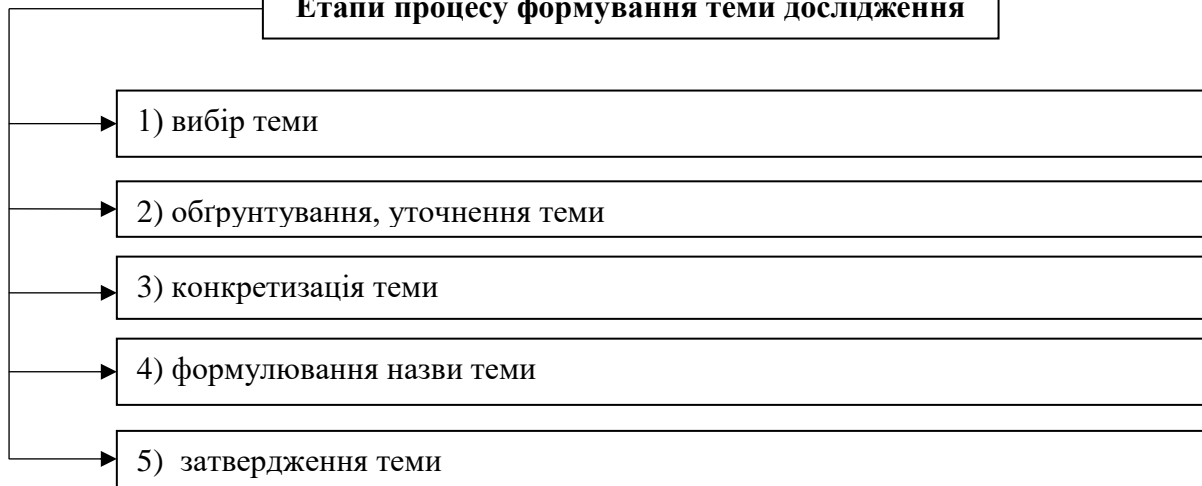 Етапи процесу формування теми дослідження
1) вибір теми
2) обґрунтування, уточнення теми
3) конкретизація теми
4) формулювання назви теми
5) затвердження теми